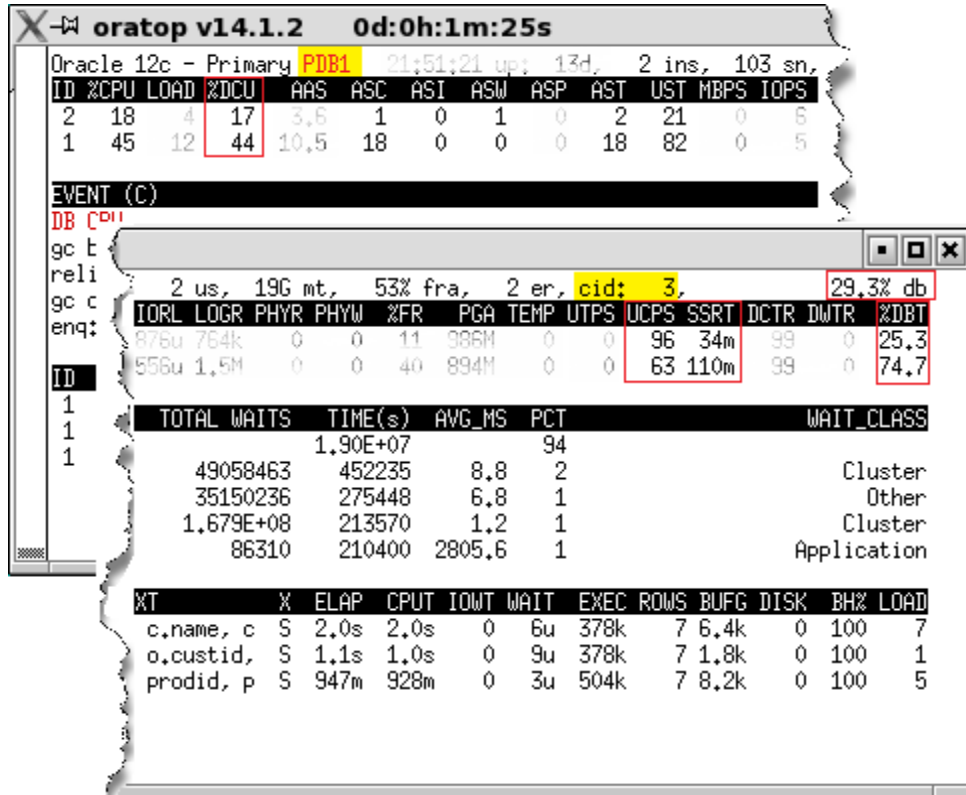 oratop v14.1.2 0d:0h:1m:25s
Oracle 12c - Primary PDB1 21:51:21 up: 13d, 2 ins, 103 sn,
ID %CPU LOAD %DCU AAS ASC ASI ASW ASP AST UST MBPS IOPS
2 18 4 17 3.6 1 0 1 0 2 21 0 6
1 45 12 44 10.5 18 0 0 0 18 82 0 5
EVENT (C)
DB CPU
gc b
reli
gc c
enq:
ID
1
1
1
2 us, 19G mt, 53% fra, 2 er, cid: 3, 29.3% db
IORL LOGR PHYR PHYW %FR PGA TEMP UTPS UCPS SSRT DCTR DWTR %DBT
876u 764k 0 0 11 986M 0 0 96 34m 99 0 25.3
556u 1.5M 0 0 40 894M 0 0 63 110m 99 0 74.7
TOTAL WAITS TIME(s) AVG_MS PCT WAIT_CLASS
1.90E+07 94
49058463 452235 8.8 2 Cluster
35150236 275448 6.8 1 Other
1.679E+08 213570 1.2 1 Cluster
86310 210400 2805.6 1 Application
XT X ELAP CPUT IOWT WAIT EXEC ROWS BUFG DISK BH% LOAD
c.name, c S 2.0s 2.0s 0 6u 378k 7 6.4k 0 100 7
o.custid, S 1.1s 1.0s 0 9u 378k 7 1.8k 0 100 1
prodid, p S 947m 928m 0 3u 504k 7 8.2k 0 100 5